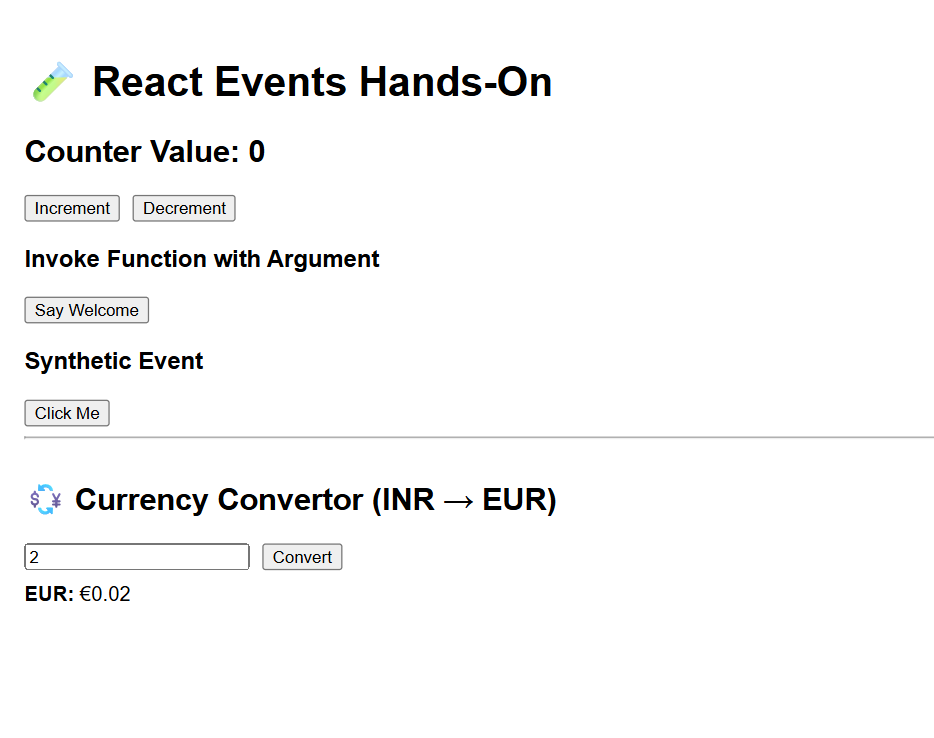 React Events Hands-On
Counter Value: 0
Increment Decrement
Invoke Function with Argument
Say Welcome
Synthetic Event
Click Me
Currency Convertor (INR → EUR)
2 Convert
EUR: €0.02